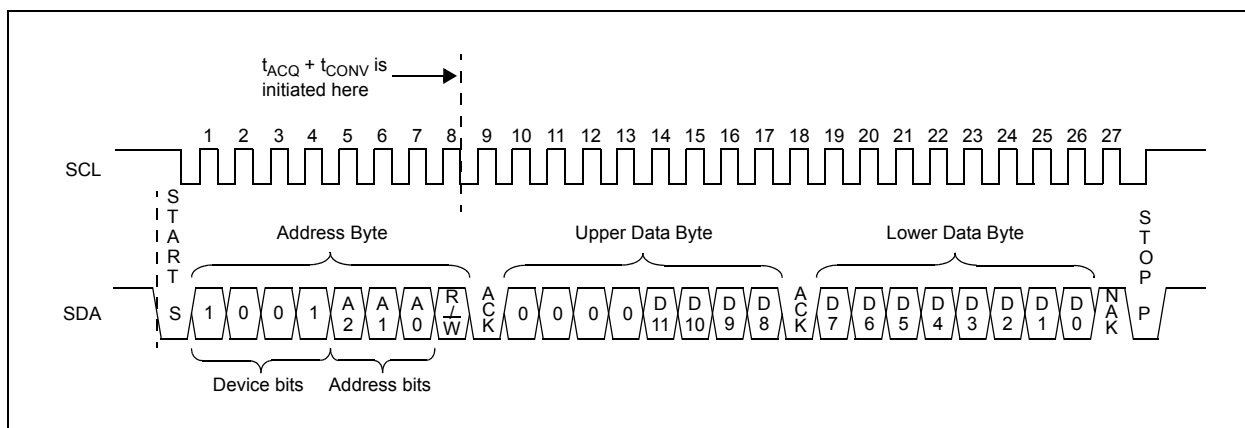 tACQ + tCONV is
initiated here
1 2 3 4 5 6 7 8 9 10 11 12 13 14 15 16 17 18 19 20 21 22 23 24 25 26 27
SCL
START
STOP
Address Byte Upper Data Byte Lower Data Byte
SDA S 1 0 0 1 A2 A1 A0 R/W ACK 0 0 0 0 D11 D10 D9 D8 ACK D7 D6 D5 D4 D3 D2 D1 D0 NAK P
Device bits Address bits